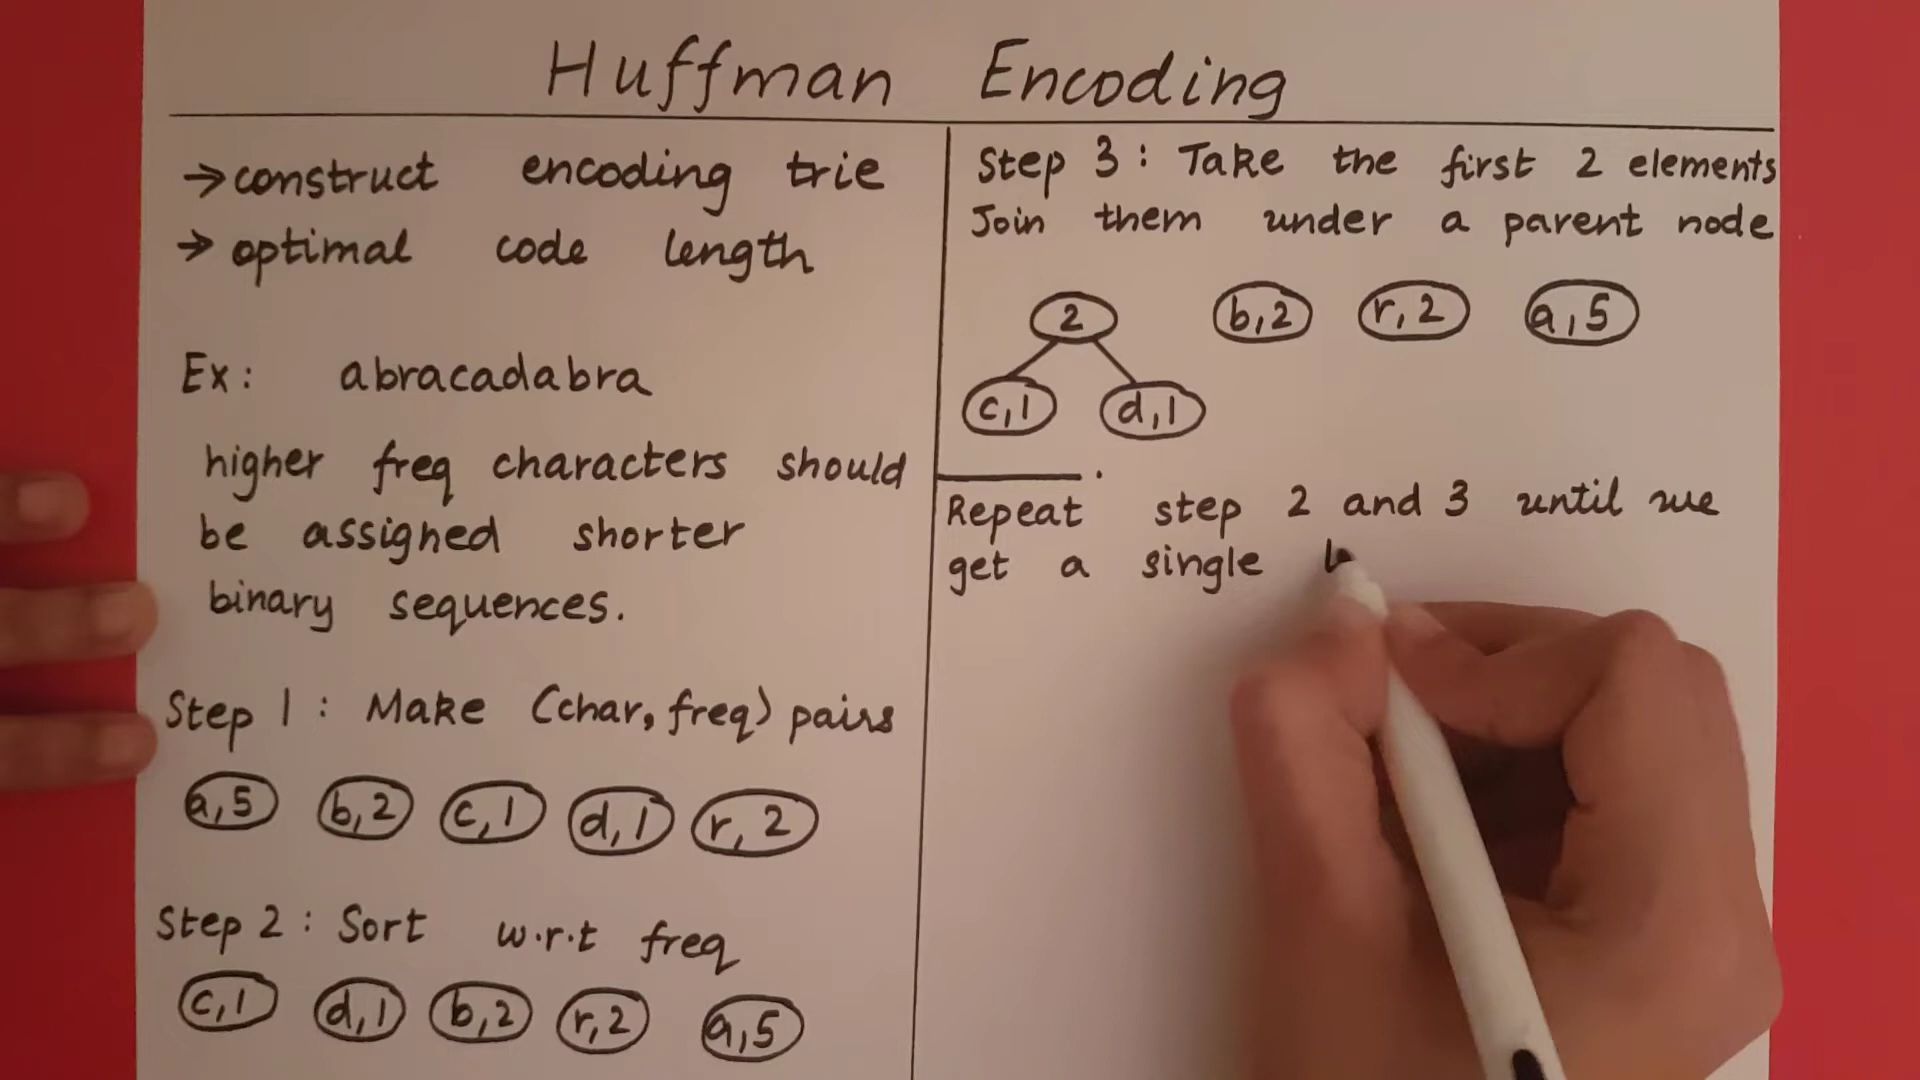 Huffman Encoding
→ construct encoding trie
→ optimal code length
Ex: abracadabra
higher freq characters should
be assigned shorter
binary sequences.
Step 1: Make (char, freq) pairs
a,5 b,2 c,1 d,1 r,2
Step 2: Sort w.r.t freq
c,1 d,1 b,2 r,2 a,5
Step 3: Take the first 2 elements
Join them under a parent node
2 b,2 r,2 a,5
c,1 d,1
Repeat step 2 and 3 until we
get a single